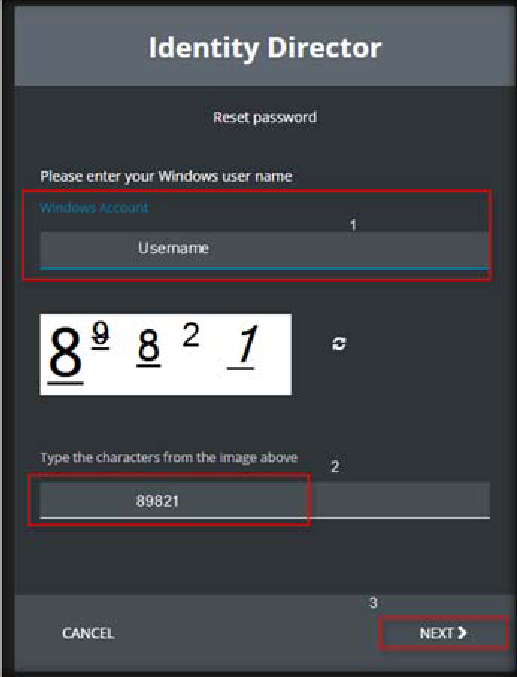 Identity Director
Reset password
Please enter your Windows user name
Windows Account
1
Username
8 9 8 2 1
Type the characters from the image above
2
89821
3
CANCEL
NEXT